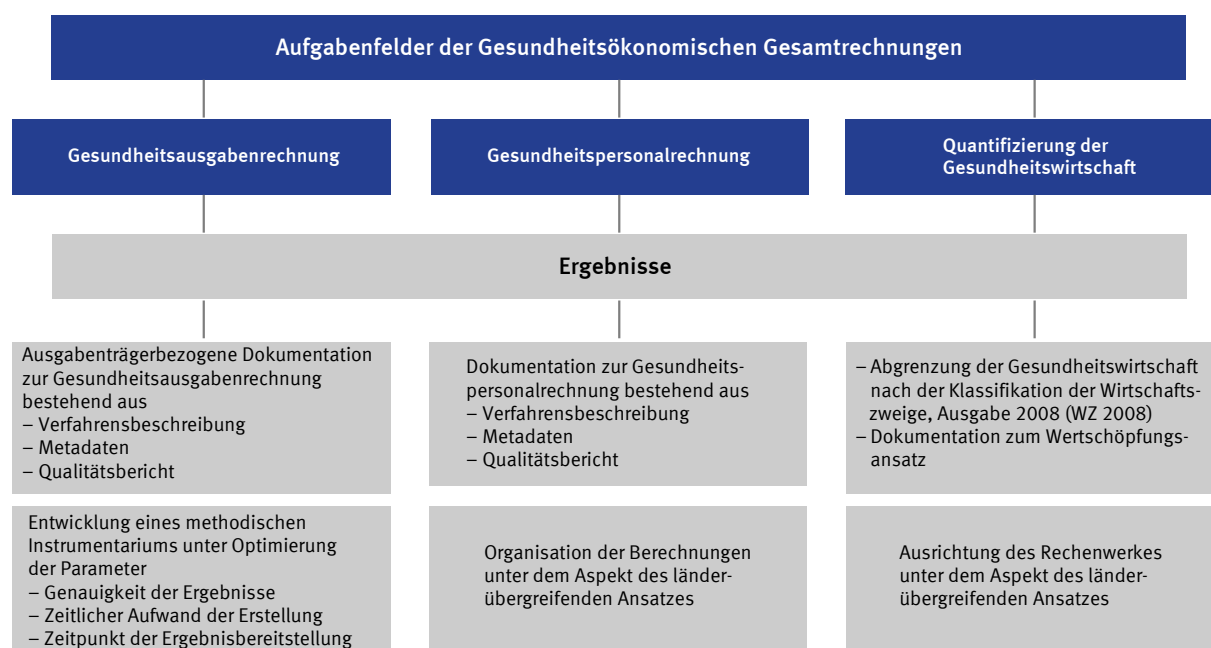 Aufgabenfelder der Gesundheitsökonomischen Gesamtrechnungen
Gesundheitsausgabenrechnung
Gesundheitspersonalrechnung
Quantifizierung der
Gesundheitswirtschaft
Ergebnisse
Ausgabenträgerbezogene Dokumentation
zur Gesundheitsausgabenrechnung
bestehend aus
– Verfahrensbeschreibung
– Metadaten
– Qualitätsbericht
Dokumentation zur Gesundheits-
personalrechnung bestehend aus
– Verfahrensbeschreibung
– Metadaten
– Qualitätsbericht
– Abgrenzung der Gesundheitswirtschaft
nach der Klassifikation der Wirtschafts-
zweige, Ausgabe 2008 (WZ 2008)
– Dokumentation zum Wertschöpfungs-
ansatz
Entwicklung eines methodischen
Instrumentariums unter Optimierung
der Parameter
– Genauigkeit der Ergebnisse
– Zeitlicher Aufwand der Erstellung
– Zeitpunkt der Ergebnisbereitstellung
Organisation der Berechnungen
unter dem Aspekt des länder-
übergreifenden Ansatzes
Ausrichtung des Rechenwerkes
unter dem Aspekt des länder-
übergreifenden Ansatzes